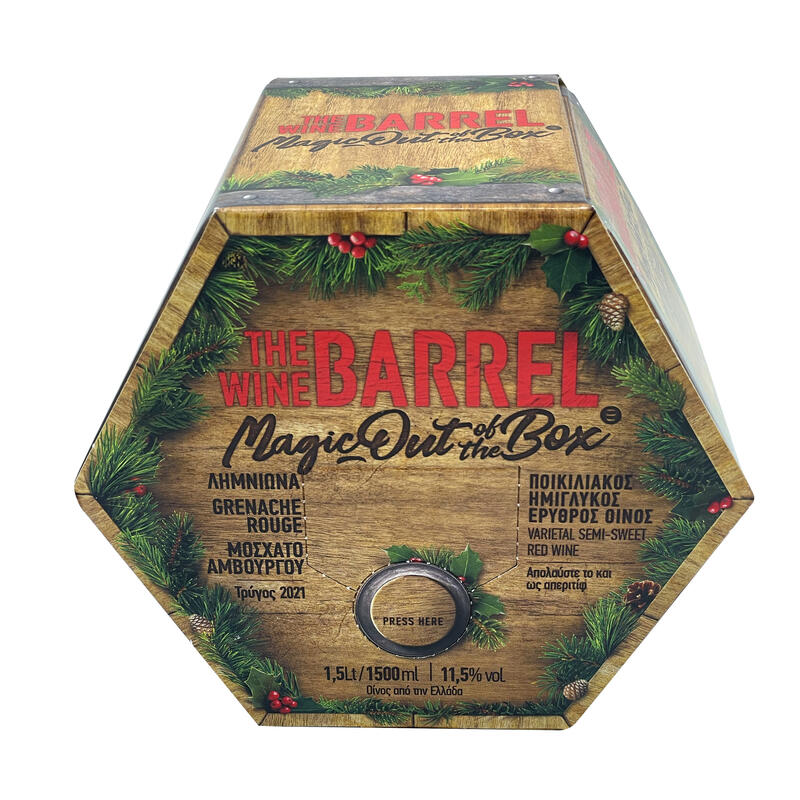 THE
WINE BARREL
Magic Out of the Box
THE
WINE BARREL
Magic Out of the Box
ΛΗΜΝΙΩΝΑ
GRENACHE
ROUGE
ΜΟΣΧΑΤΟ
ΑΜΒΟΥΡΓΟΥ
Τρύγος 2021
ΠΟΙΚΙΛΙΑΚΟΣ
ΗΜΙΓΛΥΚΟΣ
ΕΡΥΘΡΟΣ ΟΙΝΟΣ
VARIETAL SEMI-SWEET
RED WINE
Απολαύστε το και
ως απεριτίφ
PRESS HERE
1,5Lt/1500ml | 11,5% vol.
Οίνος από την Ελλάδα